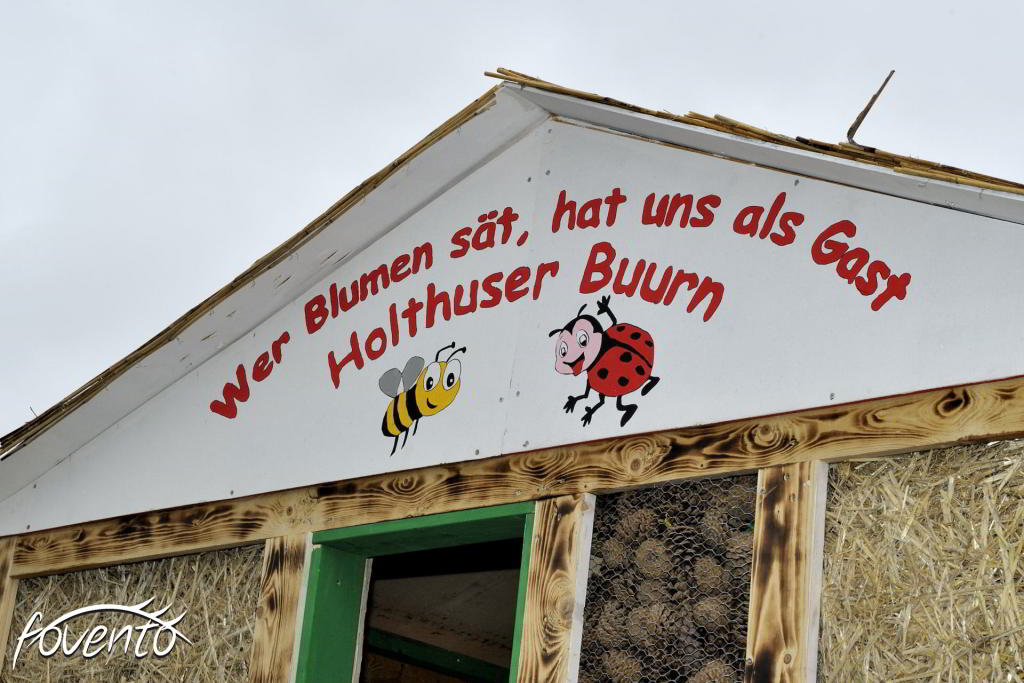 Wer Blumen sät, hat uns als Gast
Holthuser Buurn
fovento